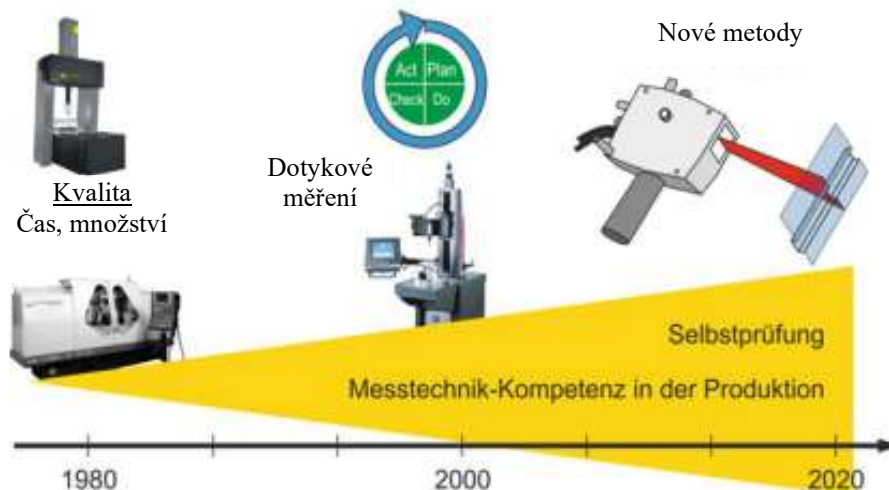 Nové metody
Act Plan
Check Do
Dotykové
měření
Kvalita
Čas, množství
Selbstprüfung
Messtechnik-Kompetenz in der Produktion
1980
2000
2020